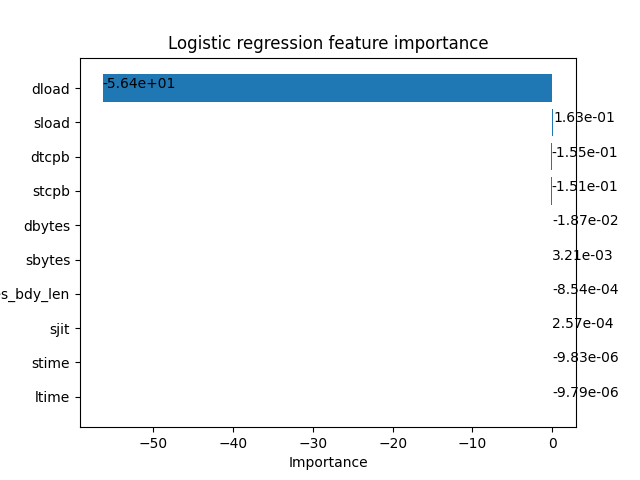 Logistic regression feature importance
dload -5.64e+01
sload 1.63e-01
dtcpb -1.55e-01
stcpb -1.51e-01
dbytes -1.87e-02
sbytes 3.21e-03
s_bdy_len -8.54e-04
sjit 2.57e-04
stime -9.83e-06
ltime -9.79e-06
−50 −40 −30 −20 −10 0
Importance